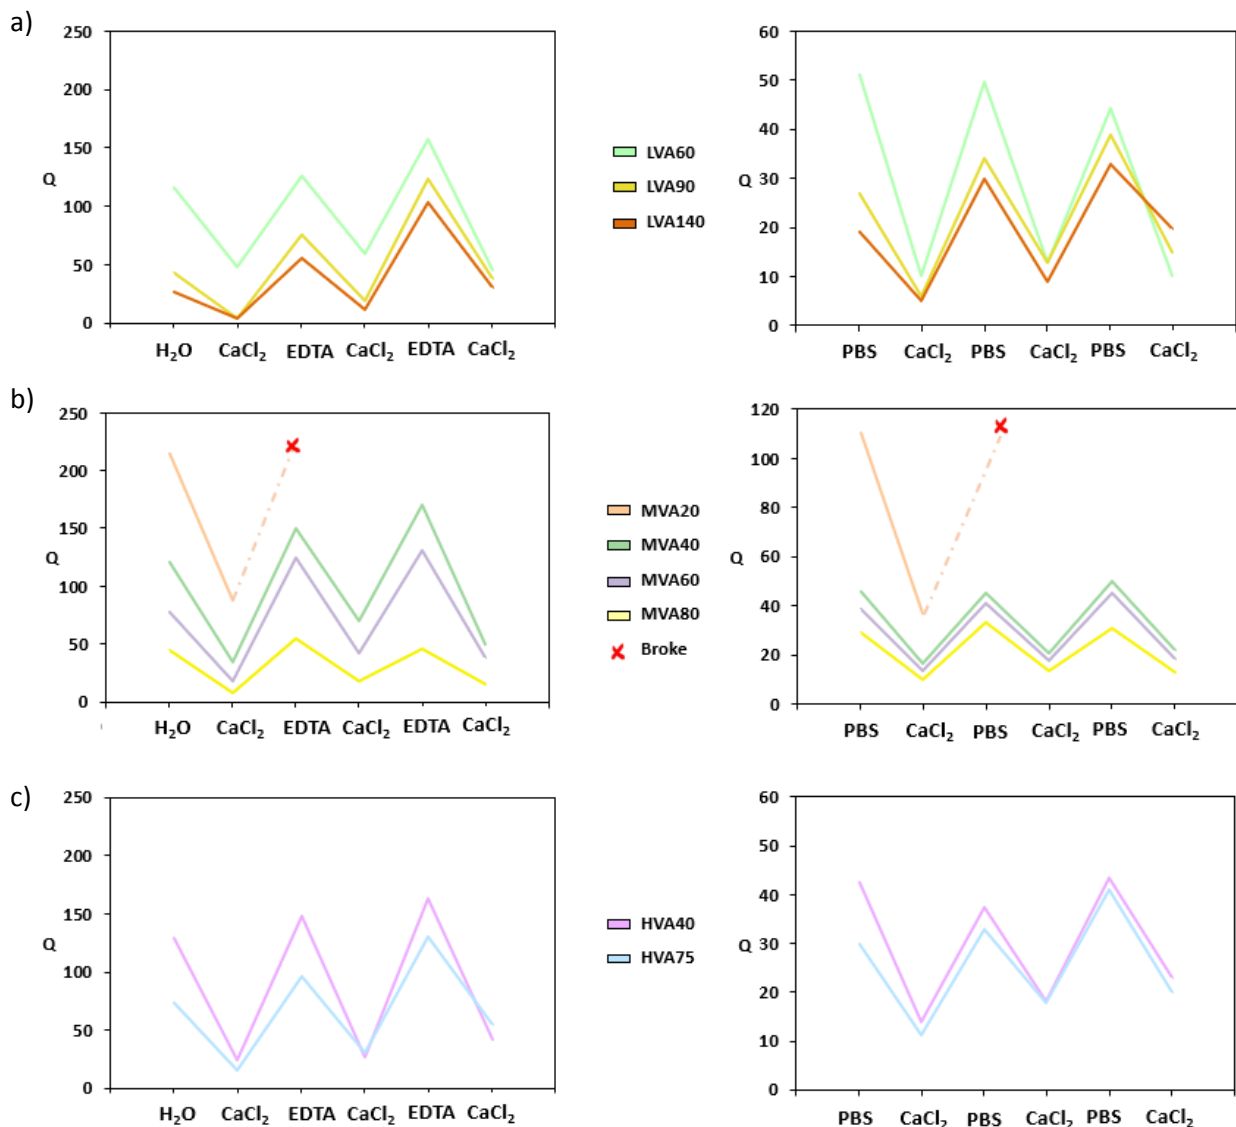 a)
250
200
150
100
50
0
Q
H₂O CaCl₂ EDTA CaCl₂ EDTA CaCl₂
LVA60
LVA90
LVA140
60
50
40
30
20
10
0
Q
PBS CaCl₂ PBS CaCl₂ PBS CaCl₂
b)
250
200
150
100
50
0
Q
H₂O CaCl₂ EDTA CaCl₂ EDTA CaCl₂
MVA20
MVA40
MVA60
MVA80
Broke
120
100
80
60
40
20
0
Q
PBS CaCl₂ PBS CaCl₂ PBS CaCl₂
c)
250
200
150
100
50
0
Q
H₂O CaCl₂ EDTA CaCl₂ EDTA CaCl₂
HVA40
HVA75
60
50
40
30
20
10
0
Q
PBS CaCl₂ PBS CaCl₂ PBS CaCl₂